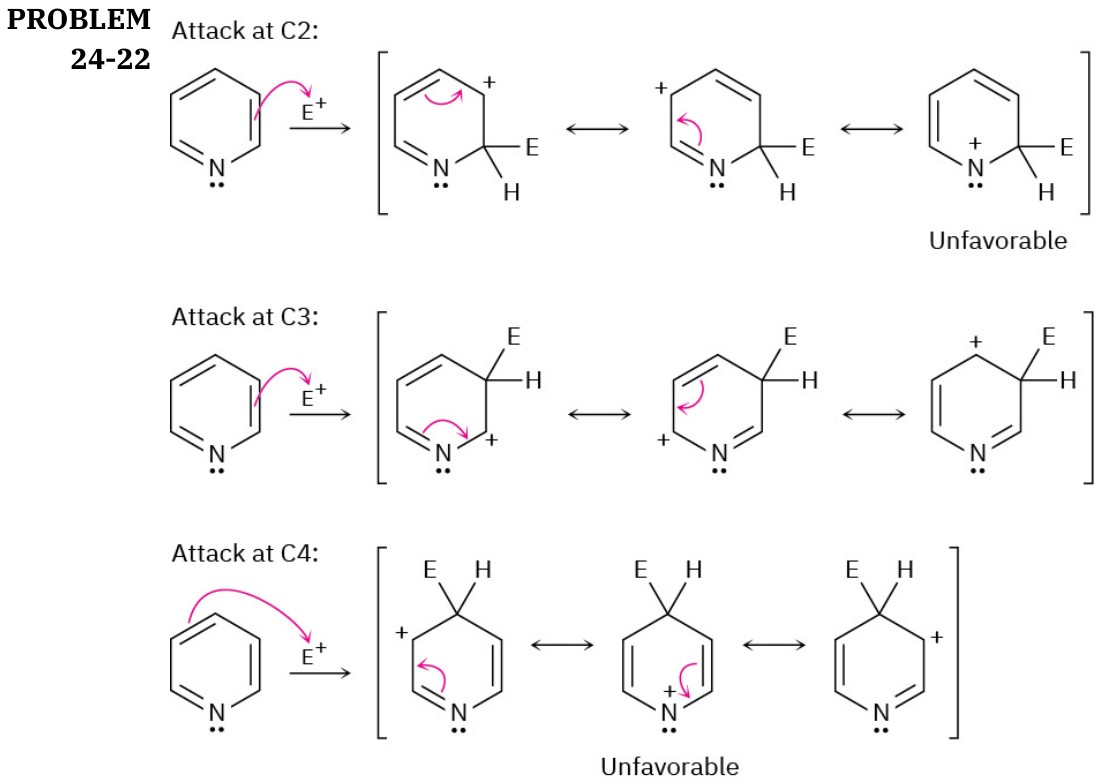 PROBLEM
24-22
Attack at C2:
E+
N
+
N
E
H
+
N
E
H
+
N
E
H
Unfavorable
Attack at C3:
E+
N
E
H
N
+
E
H
+
N
+
E
H
N
Attack at C4:
E+
N
E H
+
N
E H
+
N
E H
+
N
Unfavorable